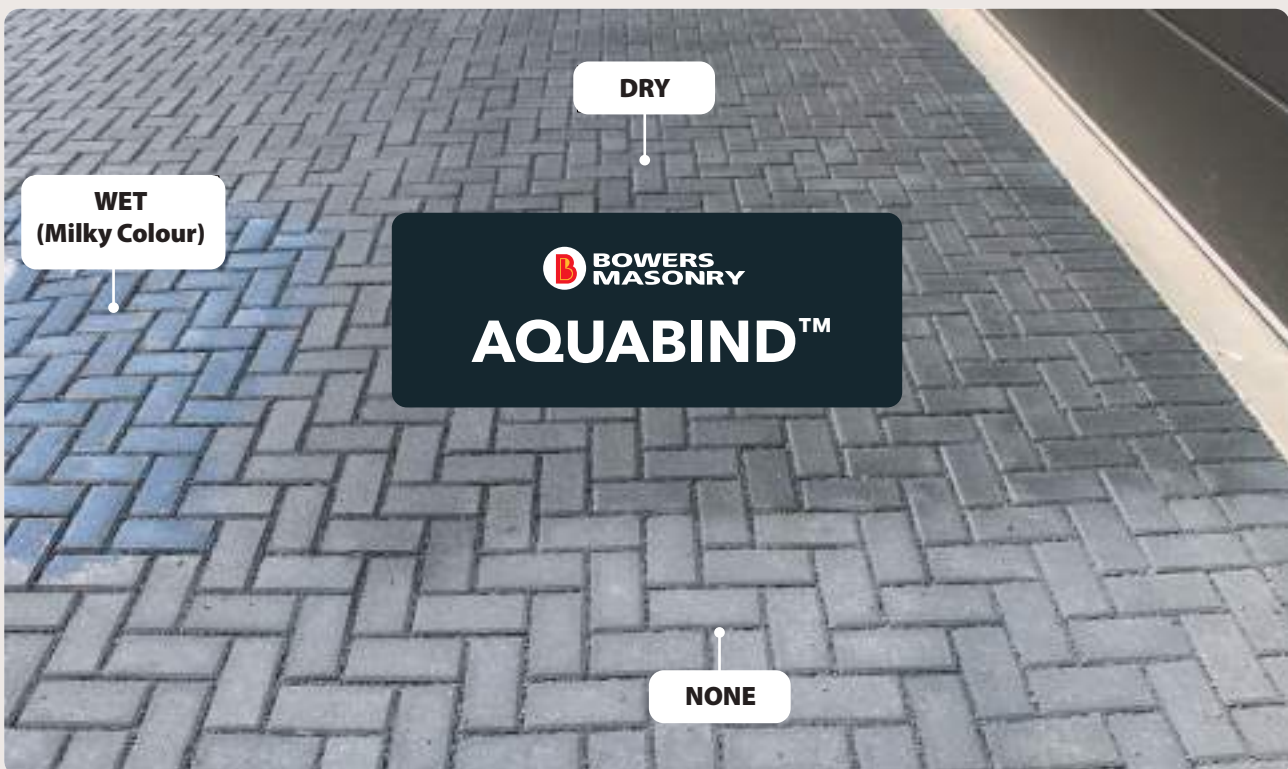 DRY
WET
(Milky Colour)
B BOWERS
MASONRY
AQUABIND™
NONE